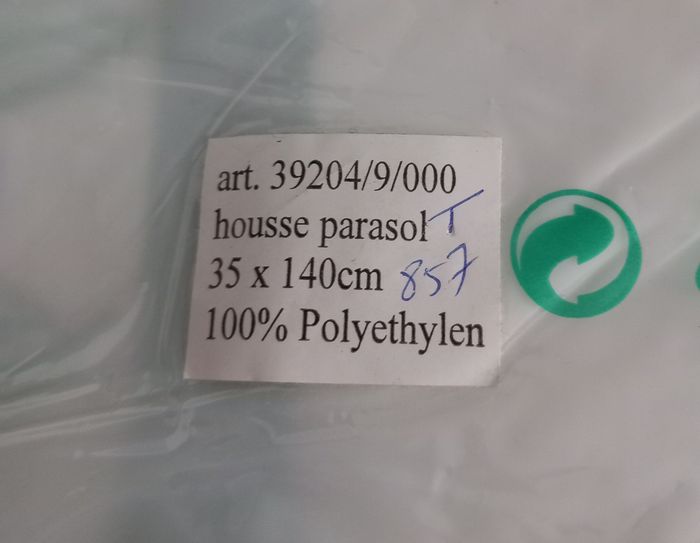 art. 39204/9/000
housse parasol T
35 x 140cm 857
100% Polyethylen